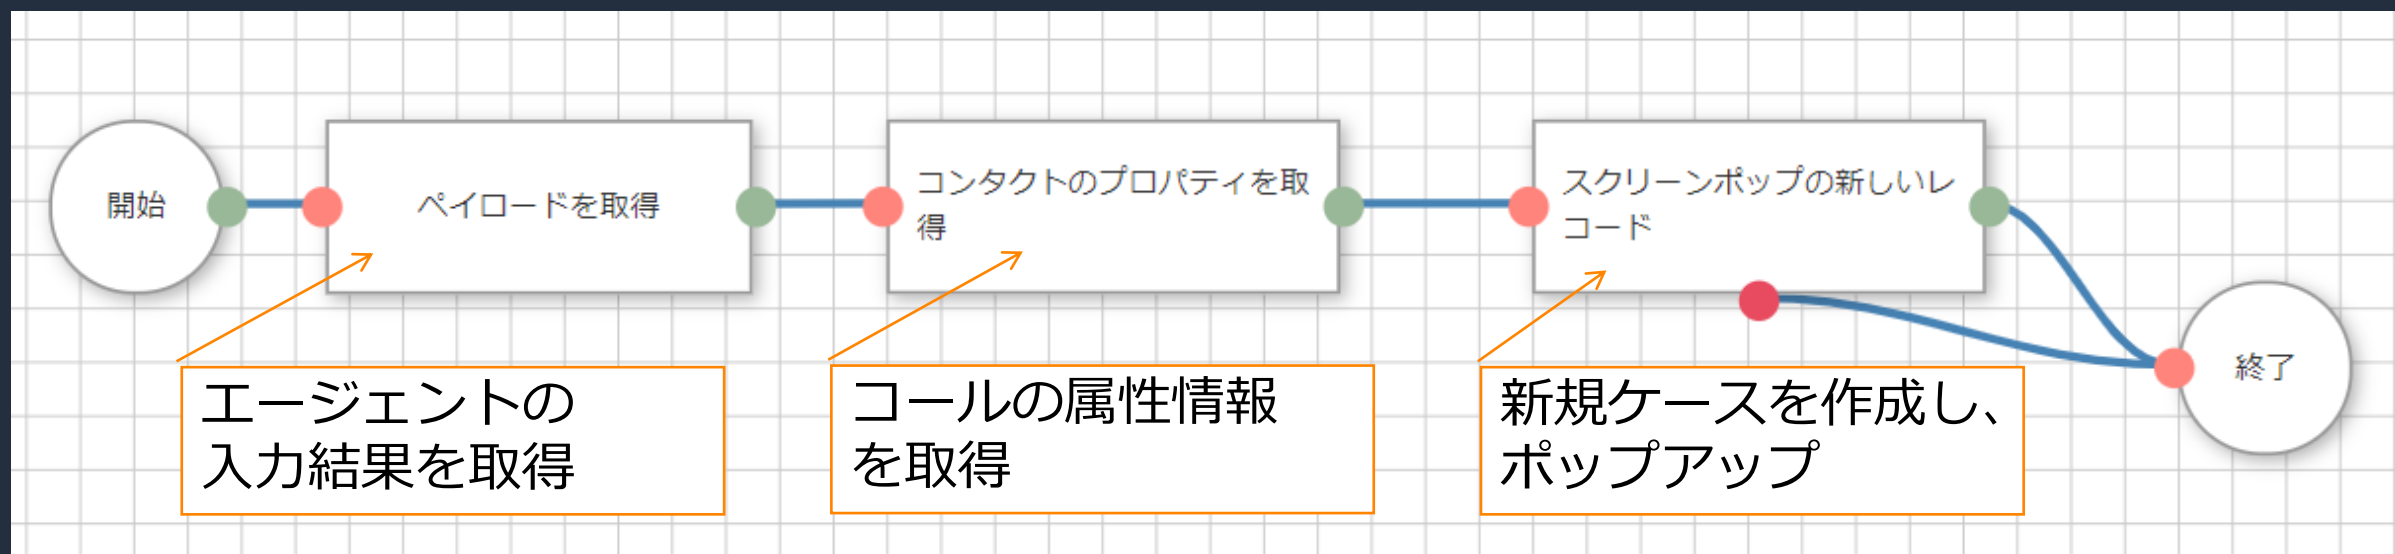 開始
ペイロードを取得
コンタクトのプロパティを取
得
スクリーンポップの新しいレ
コード
終了
エージェントの
入力結果を取得
コールの属性情報
を取得
新規ケースを作成し、
ポップアップ